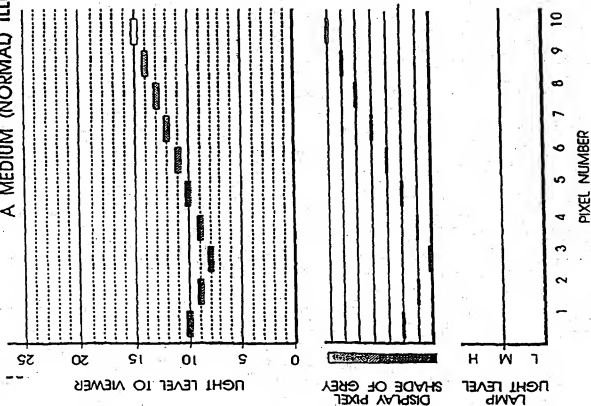 A MEDIUM (NORMAL) ILL
25
20
15
10
5
0
LIGHT LEVEL TO VIEWER
DISPLAY PIXEL
SHADE OF GREY
H
M
L
LAMP
LIGHT LEVEL
1 2 3 4 5 6 7 8 9 10
PIXEL NUMBER